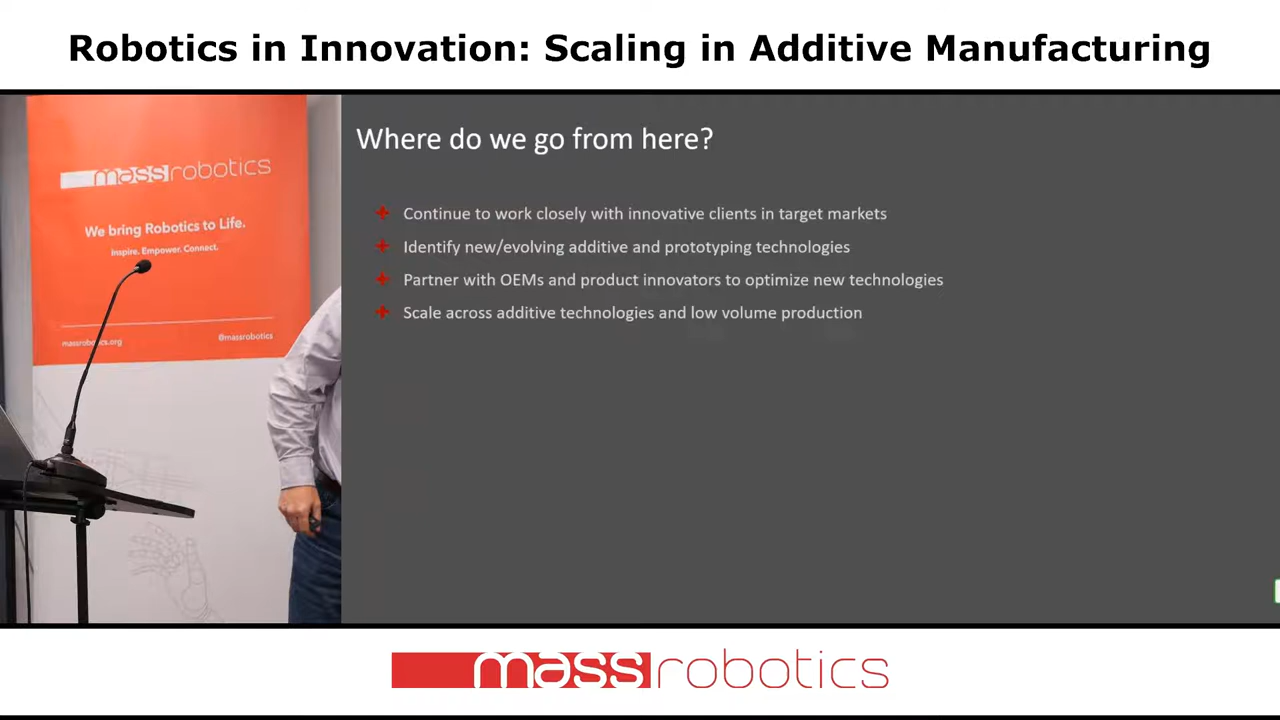 Robotics in Innovation: Scaling in Additive Manufacturing
massrobotics
We bring Robotics to Life.
Inspire. Empower. Connect.
massrobotics.org
@massrobotics
Where do we go from here?
Continue to work closely with innovative clients in target markets
Identify new/evolving additive and prototyping technologies
Partner with OEMs and product innovators to optimize new technologies
Scale across additive technologies and low volume production
massrobotics